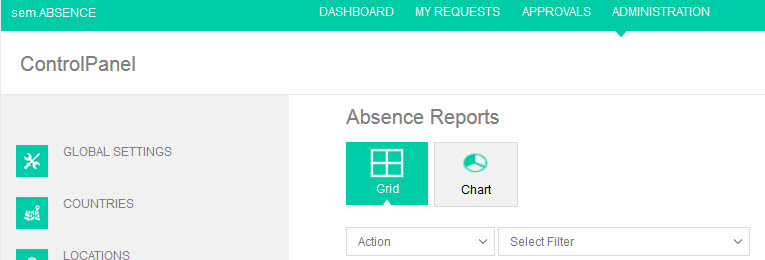 sem.ABSENCE DASHBOARD MY REQUESTS APPROVALS ADMINISTRATION
ControlPanel
Absence Reports
GLOBAL SETTINGS
Grid Chart
COUNTRIES
Action Select Filter
LOCATIONS